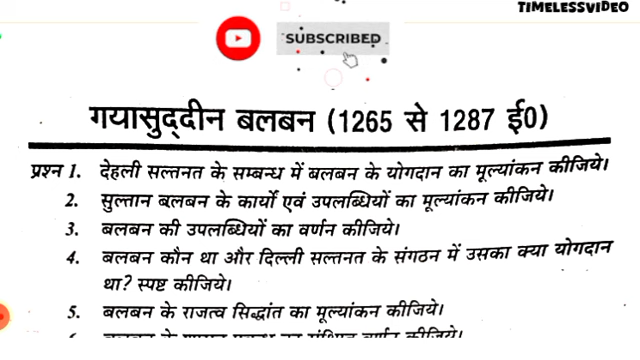 TIMELESSVIDEO
SUBSCRIBED
गयासुद्दीन बलबन (1265 से 1287 ई0)
प्रश्न 1. देहली सल्तनत के सम्बन्ध में बलबन के योगदान का मूल्यांकन कीजिये।
2. सुल्तान बलबन के कार्यों एवं उपलब्धियों का मूल्यांकन कीजिये।
3. बलबन की उपलब्धियों का वर्णन कीजिये।
4. बलबन कौन था और दिल्ली सल्तनत के संगठन में उसका क्या योगदान
था? स्पष्ट कीजिये।
5. बलबन के राजत्व सिद्धांत का मूल्यांकन कीजिये।